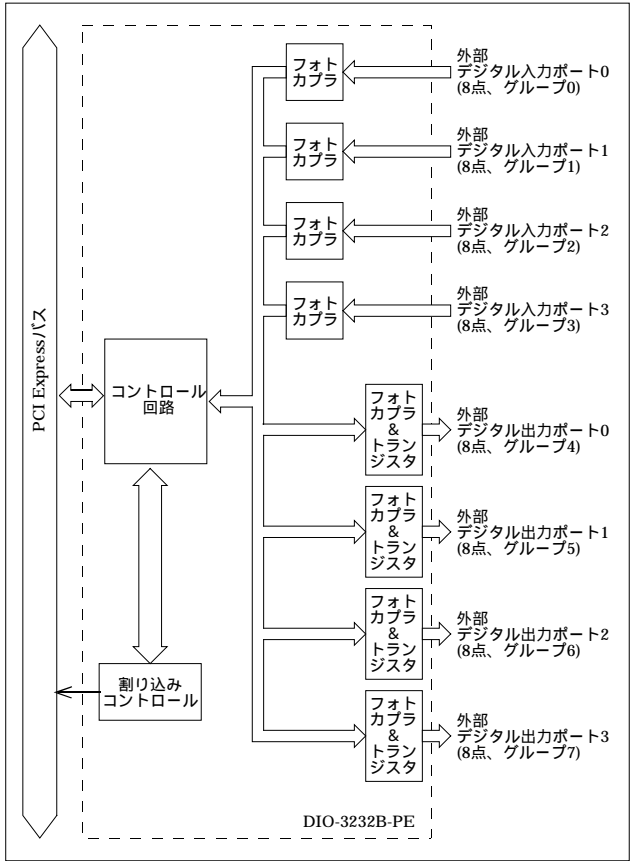 フォト
カプラ
外部
デジタル入力ポート0
(8点、グループ0)
フォト
カプラ
外部
デジタル入力ポート1
(8点、グループ1)
フォト
カプラ
外部
デジタル入力ポート2
(8点、グループ2)
フォト
カプラ
外部
デジタル入力ポート3
(8点、グループ3)
PCI Expressバス
コントロール
回路
フォト
カプラ
&
トラン
ジスタ
外部
デジタル出力ポート0
(8点、グループ4)
フォト
カプラ
&
トラン
ジスタ
外部
デジタル出力ポート1
(8点、グループ5)
フォト
カプラ
&
トラン
ジスタ
外部
デジタル出力ポート2
(8点、グループ6)
割り込み
コントロール
フォト
カプラ
&
トラン
ジスタ
外部
デジタル出力ポート3
(8点、グループ7)
DIO-3232B-PE